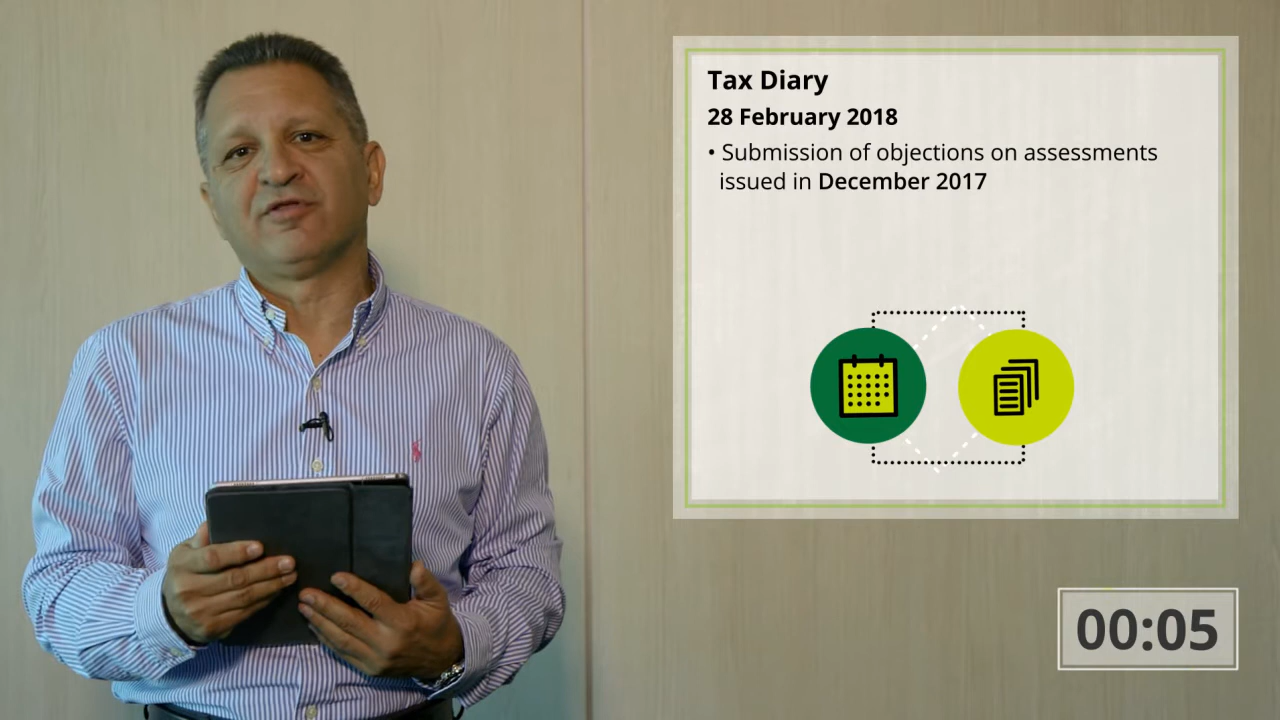 Tax Diary
28 February 2018
• Submission of objections on assessments
issued in December 2017
00:05